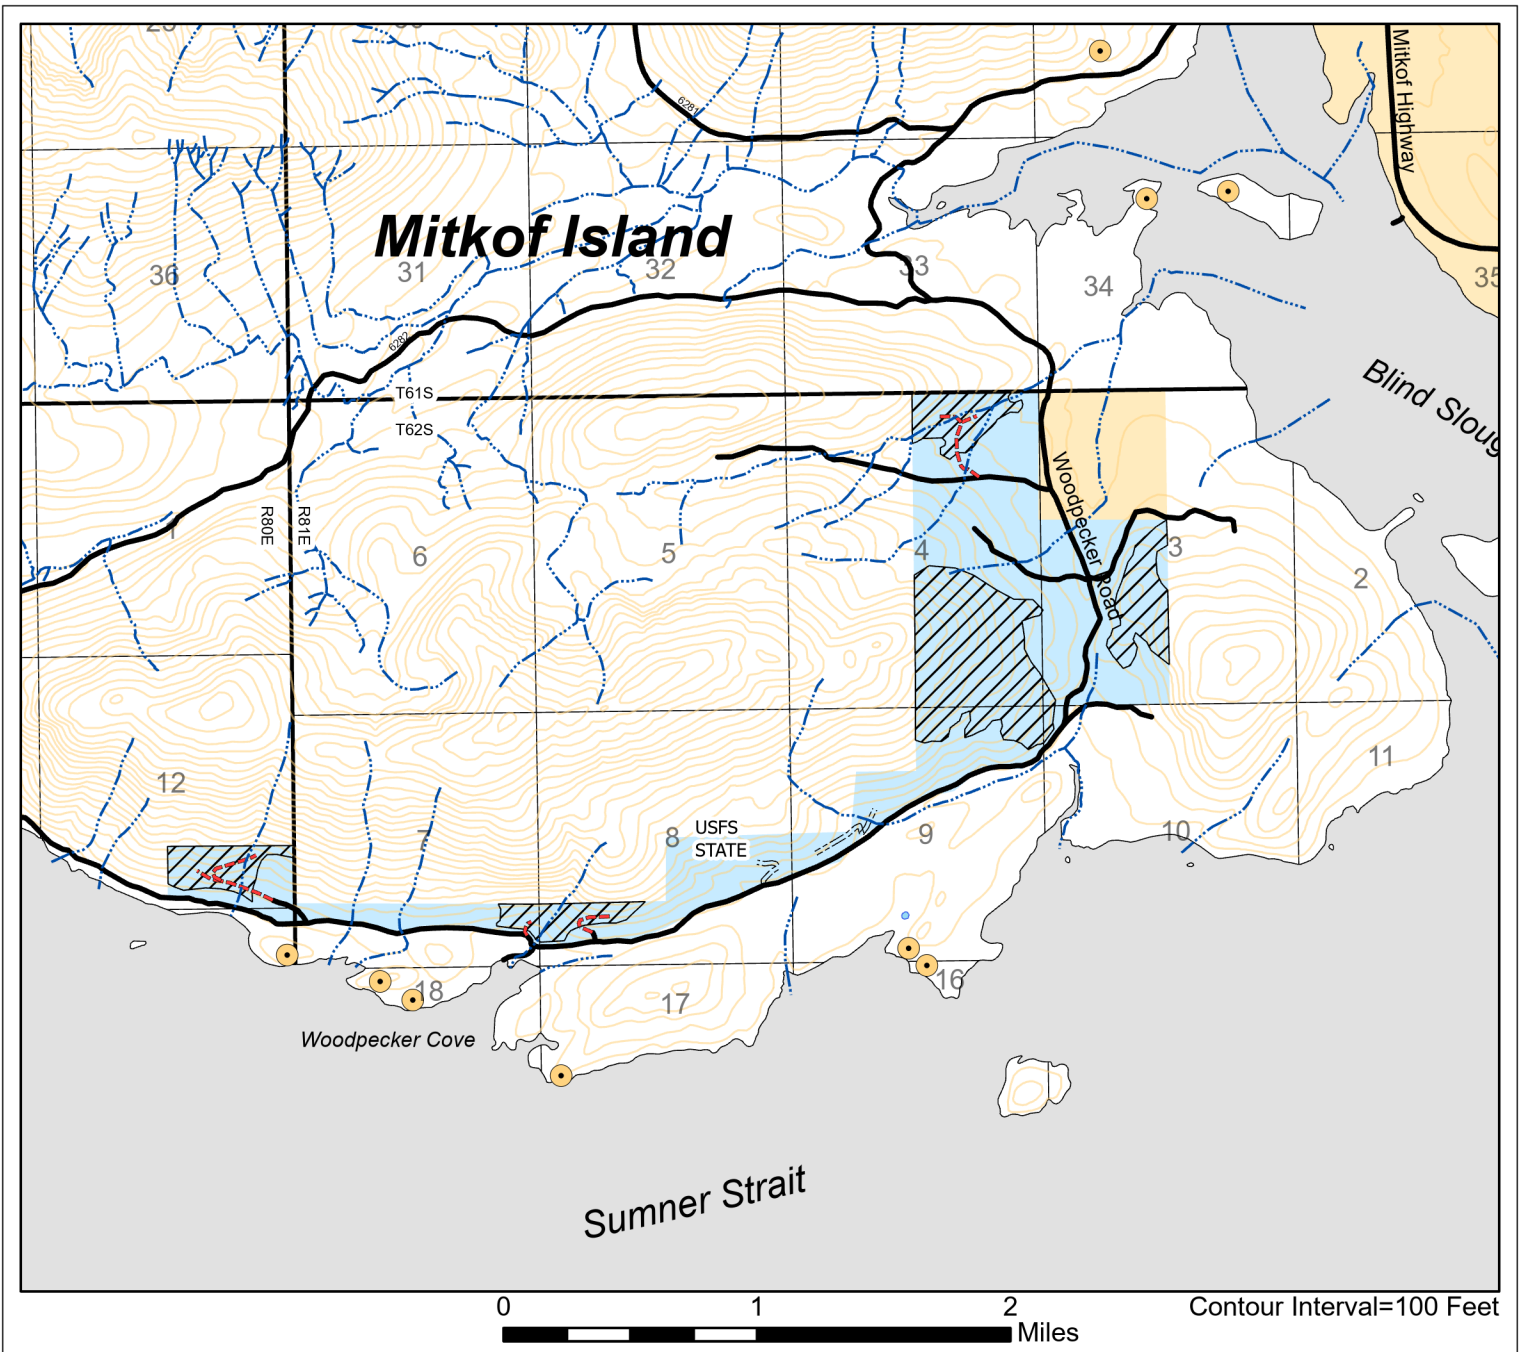 6281
Mitkof Highway
Mitkof Island
36
31
32
33
34
35
6282
T61S
T62S
Blind Sloug
R80E
R81E
Woodpecker Road
1
6
5
4
3
2
12
7
8
USFS
STATE
9
10
11
18
17
16
Woodpecker Cove
Sumner Strait
0 1 2
Miles
Contour Interval=100 Feet